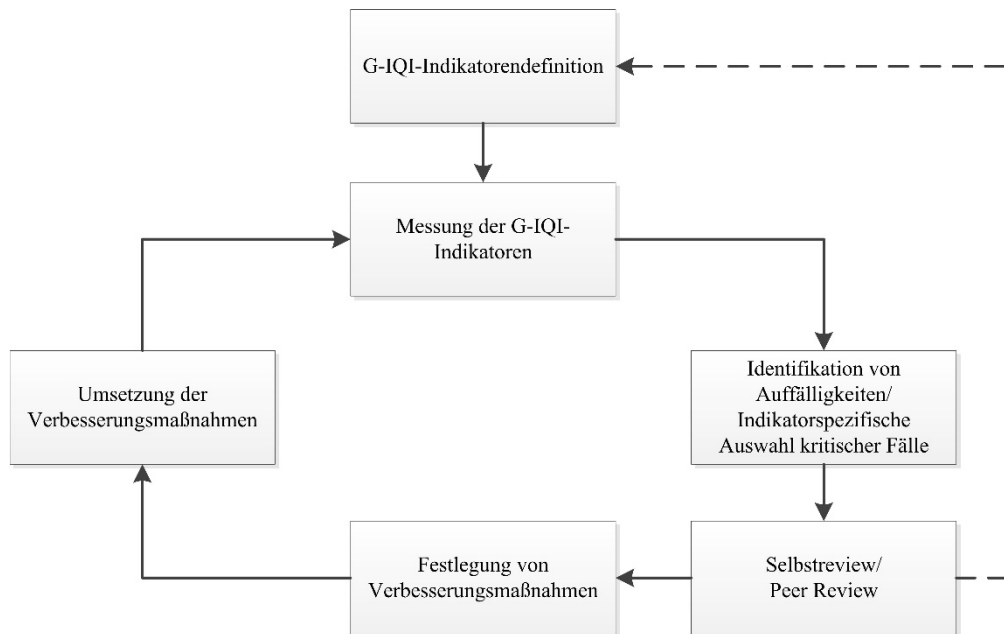 G-IQI-Indikatorendefinition
Messung der G-IQI-
Indikatoren
Umsetzung der
Verbesserungsmaßnahmen
Identifikation von
Auffälligkeiten/
Indikatorspezifische
Auswahl kritischer Fälle
Festlegung von
Verbesserungsmaßnahmen
Selbstreview/
Peer Review